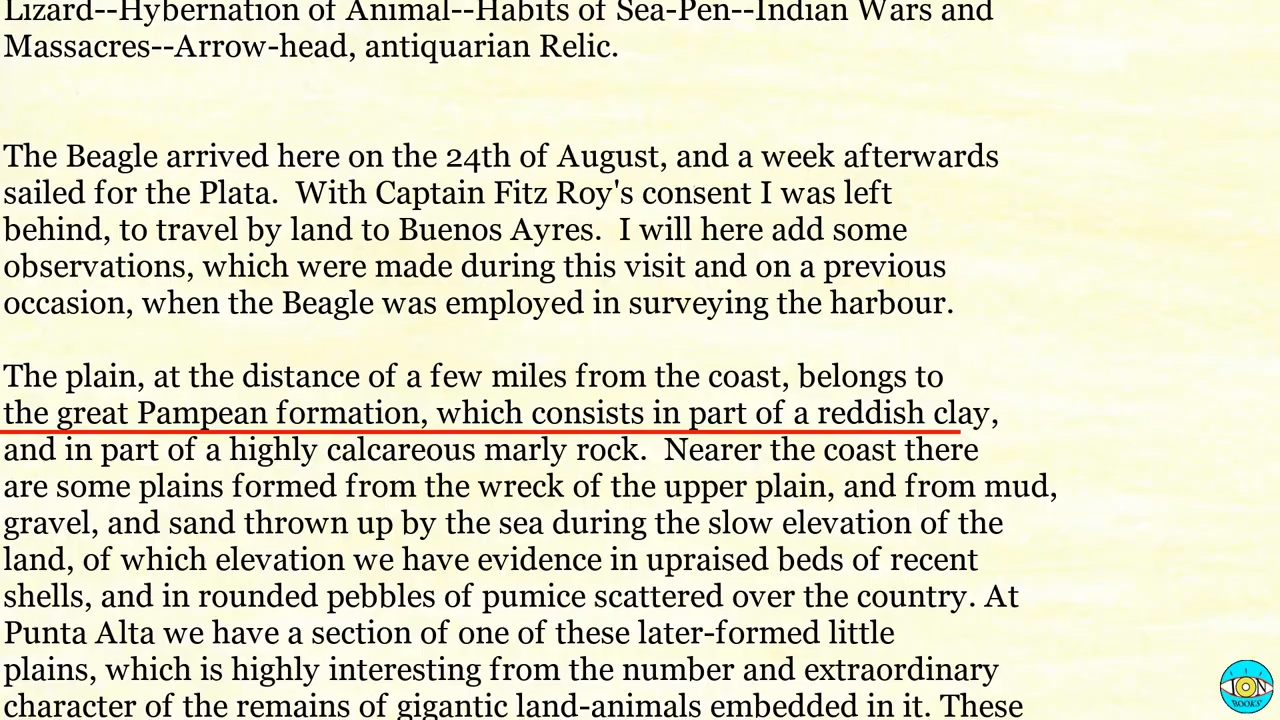 Lizard--Hybernation of Animal--Habits of Sea-Pen--Indian Wars and
Massacres--Arrow-head, antiquarian Relic.
The Beagle arrived here on the 24th of August, and a week afterwards
sailed for the Plata.  With Captain Fitz Roy's consent I was left
behind, to travel by land to Buenos Ayres.  I will here add some
observations, which were made during this visit and on a previous
occasion, when the Beagle was employed in surveying the harbour.
The plain, at the distance of a few miles from the coast, belongs to
the great Pampean formation, which consists in part of a reddish clay,
and in part of a highly calcareous marly rock.  Nearer the coast there
are some plains formed from the wreck of the upper plain, and from mud,
gravel, and sand thrown up by the sea during the slow elevation of the
land, of which elevation we have evidence in upraised beds of recent
shells, and in rounded pebbles of pumice scattered over the country. At
Punta Alta we have a section of one of these later-formed little
plains, which is highly interesting from the number and extraordinary
character of the remains of gigantic land-animals embedded in it. These
ION
BOOKS